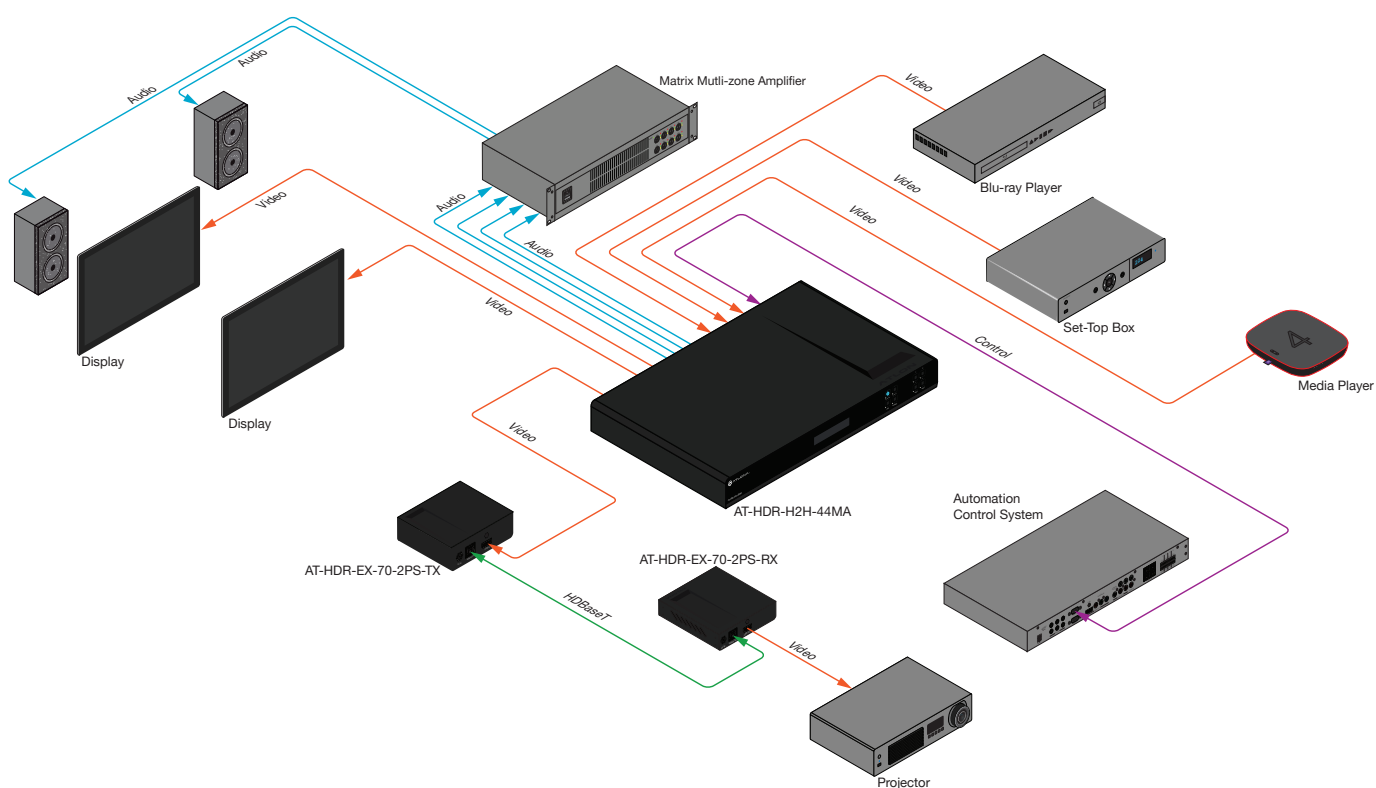 Audio
Audio
Matrix Mutli-zone Amplifier
Video
Blu-ray Player
Video
Video
Audio
Video
Audio
Set-Top Box
Video
Control
Display
Media Player
Display
Video
AT-HDR-H2H-44MA
Automation
Control System
AT-HDR-EX-70-2PS-TX
AT-HDR-EX-70-2PS-RX
HDBaseT
Video
Projector
4